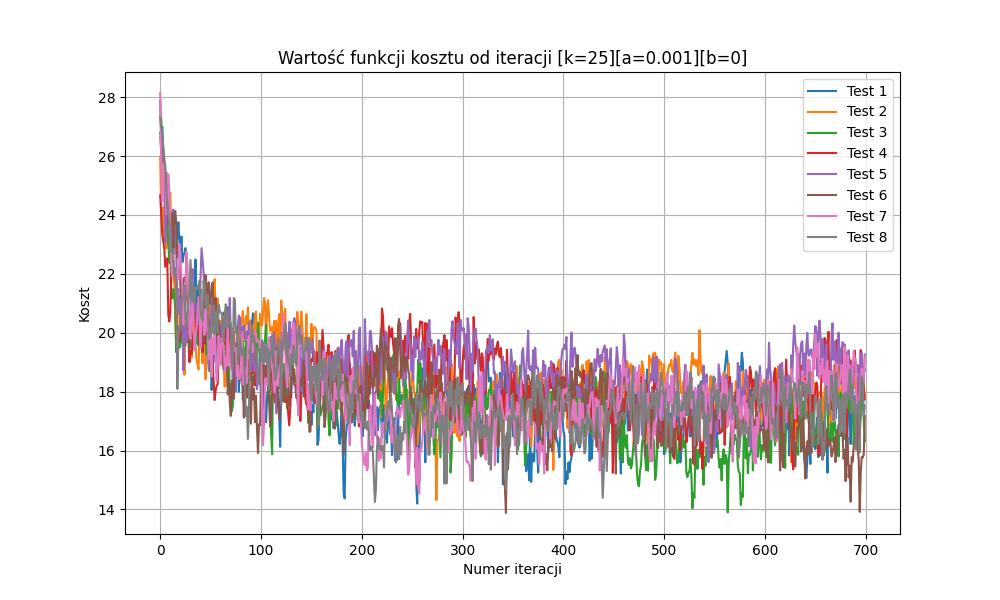 Wartość funkcji kosztu od iteracji [k=25][a=0.001][b=0]
Koszt
28
26
24
22
20
18
16
14
Test 1
Test 2
Test 3
Test 4
Test 5
Test 6
Test 7
Test 8
0 100 200 300 400 500 600 700
Numer iteracji